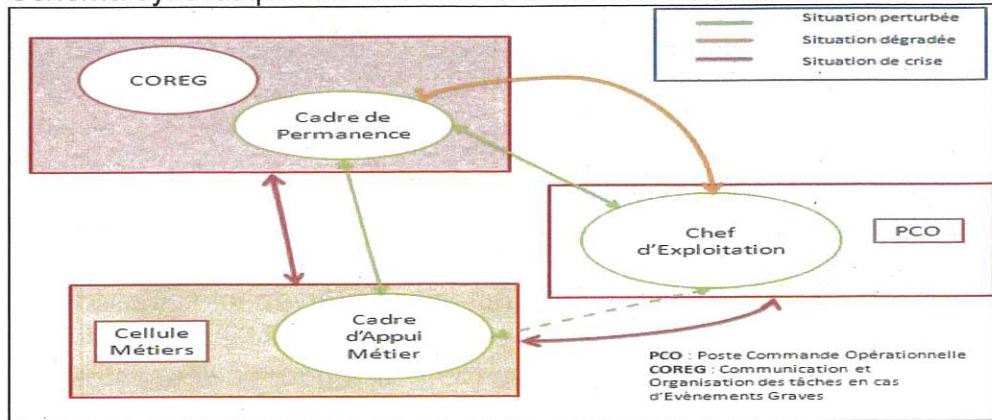 Situation perturbée
Situation dégradée
Situation de crise
COREG
Cadre de
Permanence
Chef
d'Exploitation
PCO
Cellule
Métiers
Cadre
d'Appui
Métier
PCO : Poste Commande Opérationnelle
COREG : Communication et
Organisation des tâches en cas
d'Evènements Graves